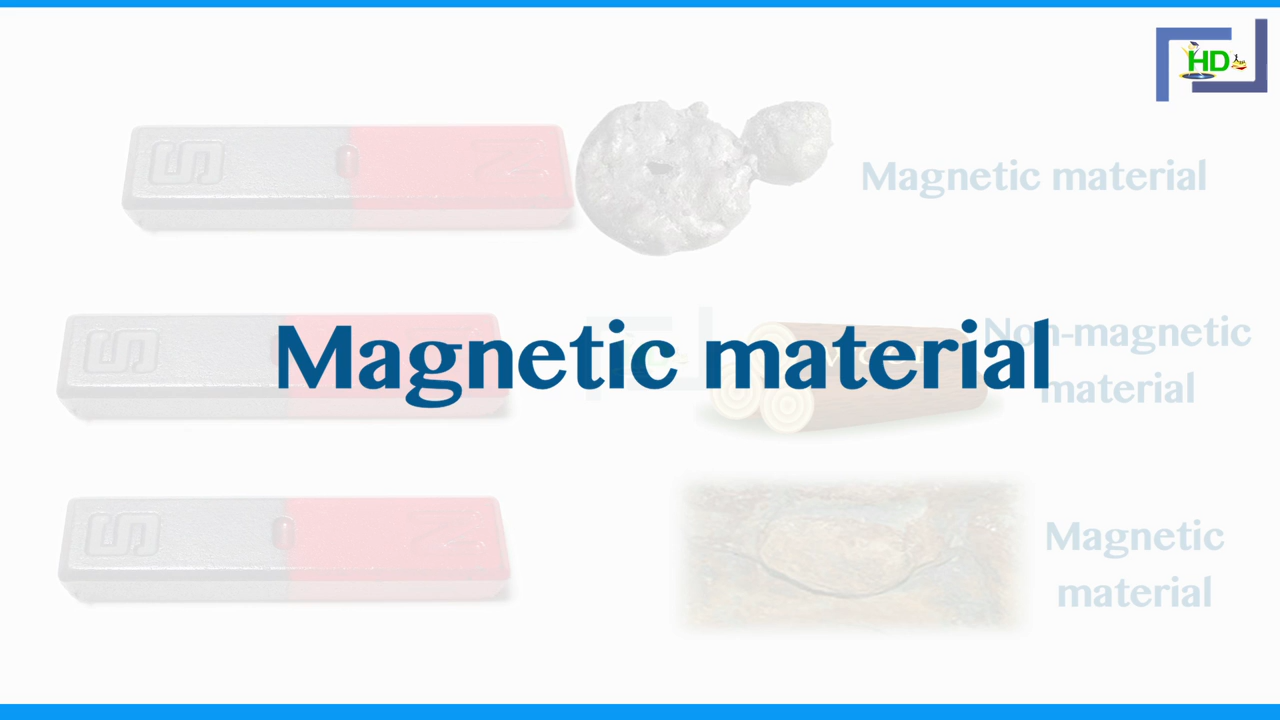 HD
S N
Magnetic material
S
Magnetic material
Non-magnetic
material
S N
Magnetic
material